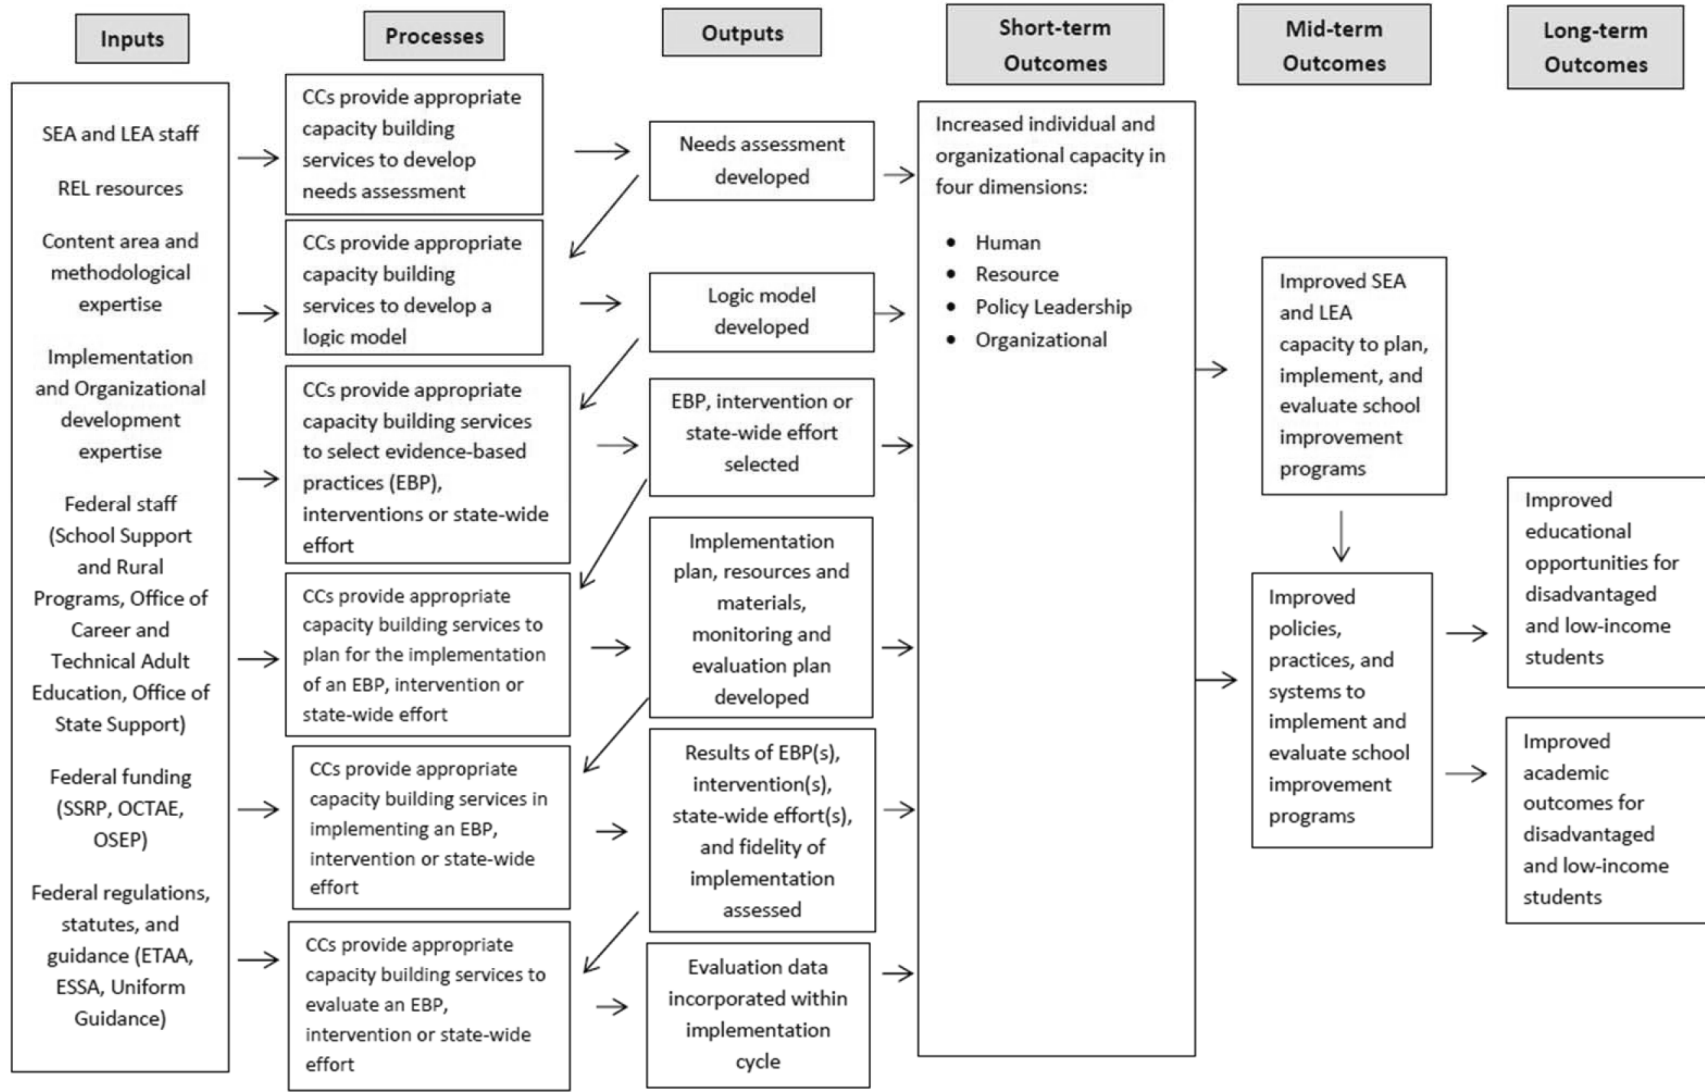 Inputs
Processes
Outputs
Short-term
Outcomes
Mid-term
Outcomes
Long-term
Outcomes
SEA and LEA staff
REL resources
Content area and
methodological
expertise
Implementation
and Organizational
development
expertise
Federal staff
(School Support
and Rural
Programs, Office of
Career and
Technical Adult
Education, Office of
State Support)
Federal funding
(SSRP, OCTAE,
OSEP)
Federal regulations,
statutes, and
guidance (ETAA,
ESSA, Uniform
Guidance)
CCs provide appropriate
capacity building
services to develop
needs assessment
CCs provide appropriate
capacity building
services to develop a
logic model
CCs provide appropriate
capacity building services
to select evidence-based
practices (EBP),
interventions or state-wide
effort
CCs provide appropriate
capacity building services to
plan for the implementation
of an EBP, intervention or
state-wide effort
CCs provide appropriate
capacity building services in
implementing an EBP,
intervention or state-wide
effort
CCs provide appropriate
capacity building services to
evaluate an EBP,
intervention or state-wide
effort
Needs assessment
developed
Logic model
developed
EBP, intervention or
state-wide effort
selected
Implementation
plan, resources and
materials,
monitoring and
evaluation plan
developed
Results of EBP(s),
intervention(s),
state-wide effort(s),
and fidelity of
implementation
assessed
Evaluation data
incorporated within
implementation
cycle
Increased individual and
organizational capacity in
four dimensions:
• Human
• Resource
• Policy Leadership
• Organizational
Improved SEA
and LEA
capacity to plan,
implement, and
evaluate school
improvement
programs
Improved
policies,
practices, and
systems to
implement and
evaluate school
improvement
programs
Improved
educational
opportunities for
disadvantaged
and low-income
students
Improved
academic
outcomes for
disadvantaged
and low-income
students